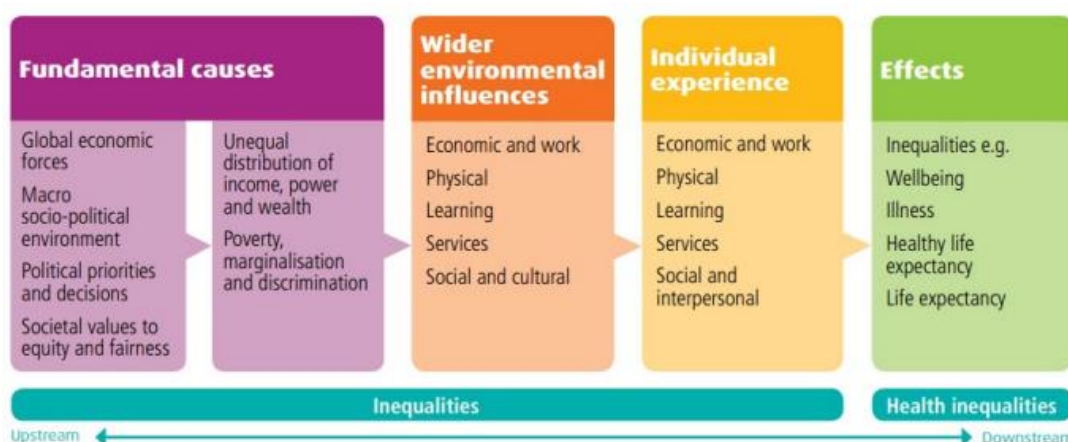 Fundamental causes
Global economic
forces
Macro
socio-political
environment
Political priorities
and decisions
Societal values to
equity and fairness
Unequal
distribution of
income, power
and wealth
Poverty,
marginalisation
and discrimination
Wider
environmental
influences
Economic and work
Physical
Learning
Services
Social and cultural
Individual
experience
Economic and work
Physical
Learning
Services
Social and
interpersonal
Effects
Inequalities e.g.
Wellbeing
Illness
Healthy life
expectancy
Life expectancy
Inequalities
Health inequalities
Upstream
Downstream